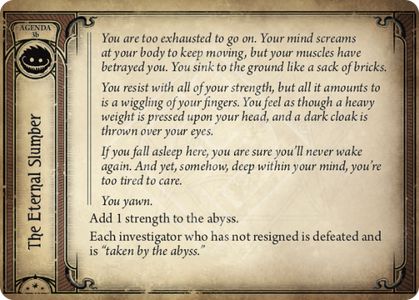 AGENDA
3b
The Eternal Slumber
You are too exhausted to go on. Your mind screams
at your body to keep moving, but your muscles have
betrayed you. You sink to the ground like a sack of bricks.
You resist with all of your strength, but all it amounts to
is a wiggling of your fingers. You feel as though a heavy
weight is pressed upon your head, and a dark cloak is
thrown over your eyes.
If you fall asleep here, you are sure you’ll never wake
again. And yet, somehow, deep within your mind, you’re
too tired to care.
You yawn.
Add 1 strength to the abyss.
Each investigator who has not resigned is defeated and
is “taken by the abyss.”